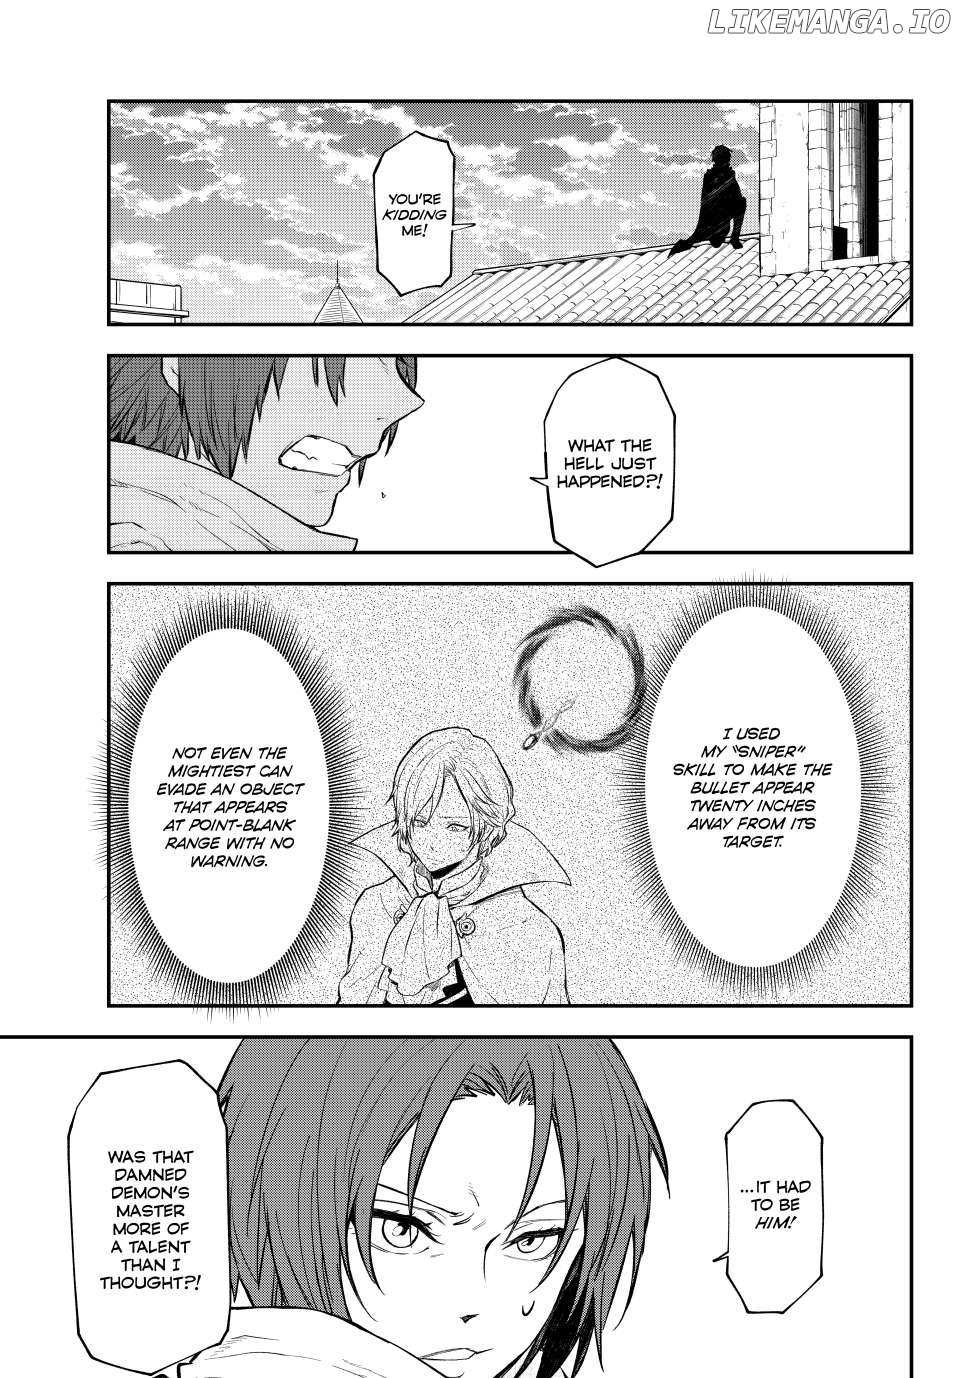 LIKEMANGA.IO
YOU'RE
KIDDING
ME!
WHAT THE
HELL JUST
HAPPENED?!
I USED
MY “SNIPER”
SKILL TO MAKE THE
BULLET APPEAR
TWENTY INCHES
AWAY FROM ITS
TARGET.
NOT EVEN THE
MIGHTIEST CAN
EVADE AN OBJECT
THAT APPEARS
AT POINT-BLANK
RANGE WITH NO
WARNING.
...IT HAD
TO BE
HIM!
WAS THAT
DAMNED
DEMON'S
MASTER
MORE OF
A TALENT
THAN I
THOUGHT?!